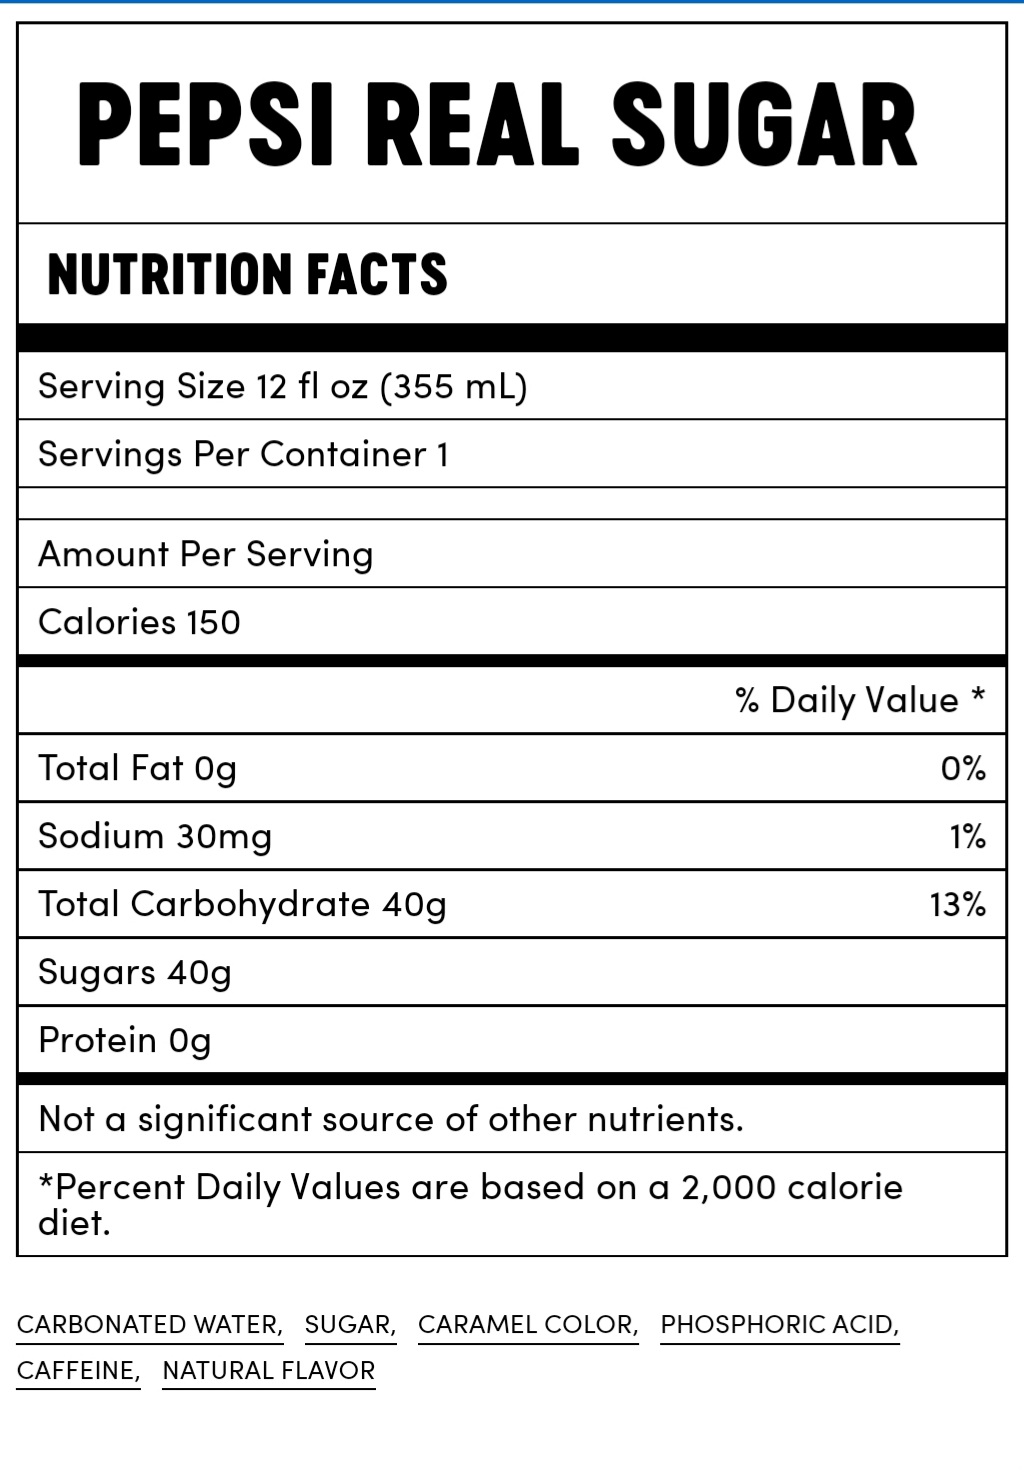 PEPSI REAL SUGAR
NUTRITION FACTS
Serving Size 12 fl oz (355 mL)
Servings Per Container 1
Amount Per Serving
Calories 150
% Daily Value *
Total Fat 0g 0%
Sodium 30mg 1%
Total Carbohydrate 40g 13%
Sugars 40g
Protein 0g
Not a significant source of other nutrients.
*Percent Daily Values are based on a 2,000 calorie
diet.
CARBONATED WATER, SUGAR, CARAMEL COLOR, PHOSPHORIC ACID,
CAFFEINE, NATURAL FLAVOR